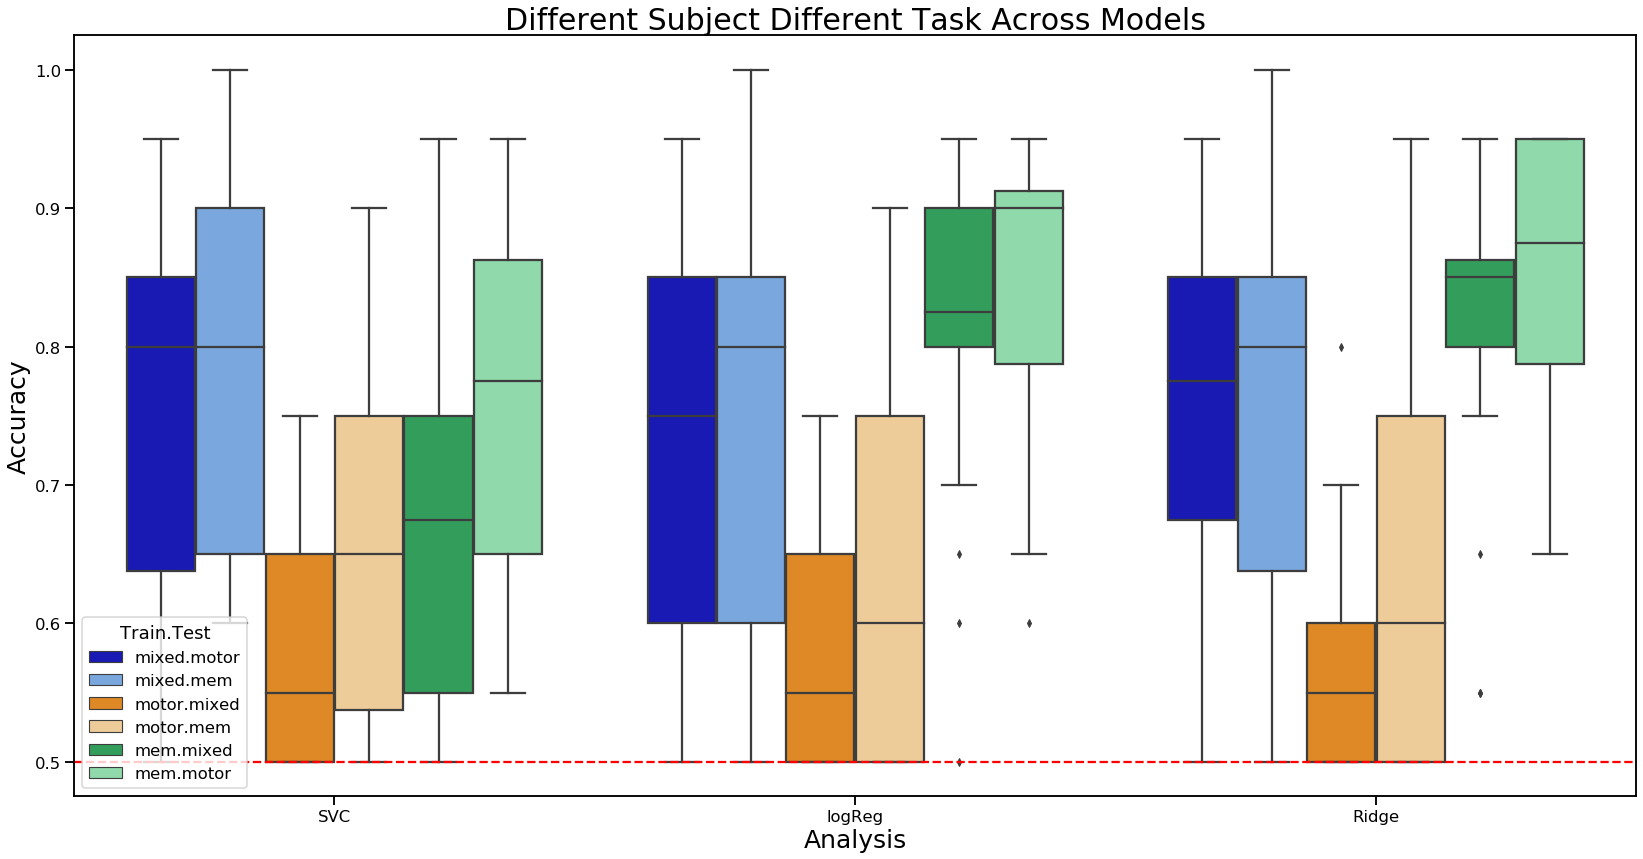 Different Subject Different Task Across Models
Accuracy
1.0
0.9
0.8
0.7
0.6
0.5
Train.Test
mixed.motor
mixed.mem
motor.mixed
motor.mem
mem.mixed
mem.motor
SVC
logReg
Ridge
Analysis